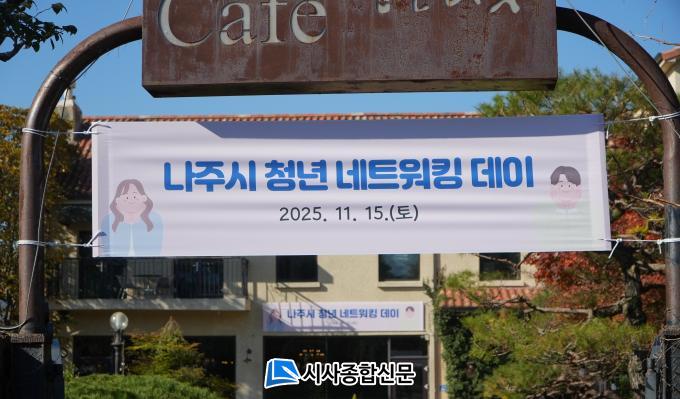 Cafe
나주시 청년 네트워킹 데이
2025. 11. 15.(토)
나주시 청년 네트워킹 데이
시사종합신문